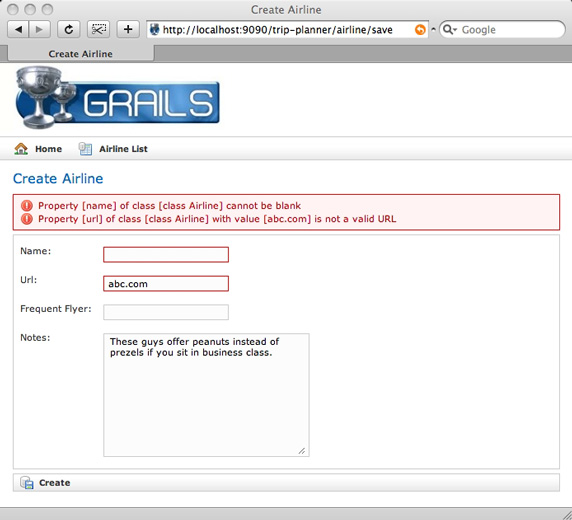 Create Airline
http://localhost:9090/trip-planner/airline/save
Google
Create Airline
GRAILS
Home
Airline List
Create Airline
Property [name] of class [class Airline] cannot be blank
Property [url] of class [class Airline] with value [abc.com] is not a valid URL
Name:
Url:
abc.com
Frequent Flyer:
Notes:
These guys offer peanuts instead of
prezels if you sit in business class.
Create